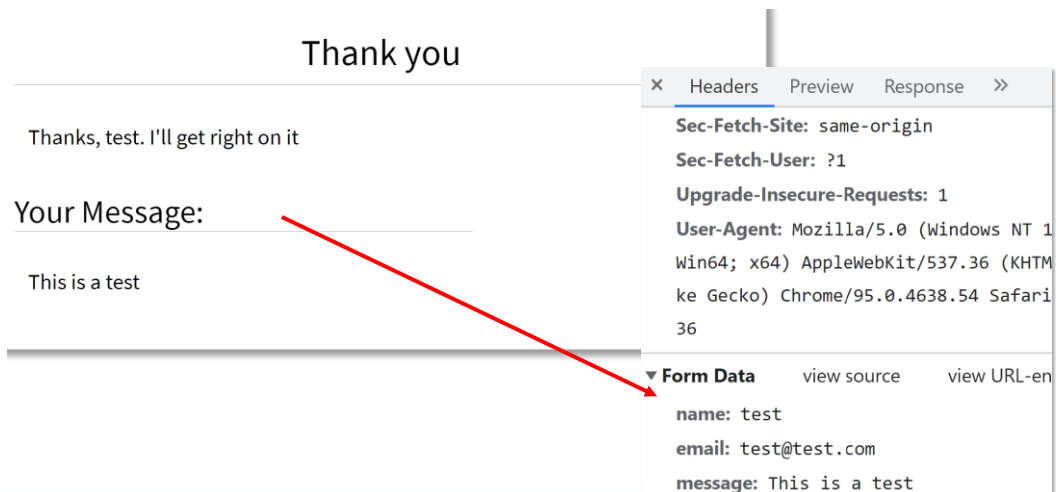 Thank you
Thanks, test. I'll get right on it
Your Message:
This is a test
× Headers Preview Response »
Sec-Fetch-Site: same-origin
Sec-Fetch-User: ?1
Upgrade-Insecure-Requests: 1
User-Agent: Mozilla/5.0 (Windows NT 1
Win64; x64) AppleWebKit/537.36 (KHTM
ke Gecko) Chrome/95.0.4638.54 Safari
36
▼ Form Data view source view URL-en
name: test
email: test@test.com
message: This is a test